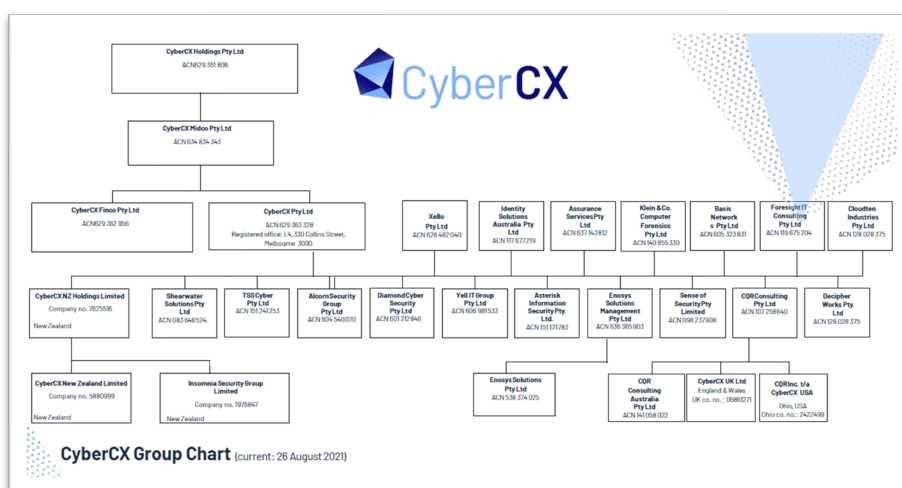 CyberCX Holdings Pty Ltd
ACN629 361 806
CyberCX
CyberCX Midco Pty Ltd
ACN 634 834 343
CyberCX Finco Pty Ltd
ACN629 362 956
CyberCX Pty Ltd
ACN 629 363 328
Registered office: L4, 330 Collins Street,
Melbourne 3000
Xello
Pty Ltd
ACN 626 482 040
Identity
Solutions
Australia Pty
Ltd
ACN 117 677 219
Assurance
Services Pty
Ltd
ACN 637 143 812
Klein & Co.
Computer
Forensics
Pty Ltd
ACN 140 855 330
Basis
Network
s Pty Ltd
ACN 605 323 831
Foresight IT
Consulting
Pty Ltd
ACN 119 675 204
Cloudten
Industries Pty
Ltd
ACN 128 028 375
CyberCX NZ Holdings Limited
Company no. 7625516
New Zealand
Shearwater
Solutions Pty
Ltd
ACN 083 648 524.
TSS Cyber
Pty Ltd
ACN 151 241 253
Alcorn Security
Group
Pty Ltd
ACN 604 540 070
Diamond Cyber
Security
Pty Ltd
ACN 601 212 846
Yell IT Group
Pty Ltd
ACN 606 981 533
Asterisk
Information
Security Pty.
Ltd.
ACN 151 171 783
Enosys
Solutions
Management
Pty Ltd
ACN 636 365 903
Sense of
Security Pty
Limited
ACN 098 237 908
CQR Consulting
Pty Ltd
ACN 107 258 640
Decipher
Works Pty
Ltd
ACN 128 028 375
CyberCX New Zealand Limited
Company no. 5880999
New Zealand
Insomnia Security Group
Limited
Company no. 1976847
New Zealand
Enosys Solutions
Pty Ltd
ACN 538 374 025
CQR
Consulting
Australia
Pty Ltd
ACN 141 058 022
CyberCX UK Ltd
England & Wales
UK co. no. : 06861271
CQR Inc. t/a
CyberCX USA
Ohio, USA
Ohio co. no.: 2422499
CyberCX Group Chart (current: 26 August 2021)